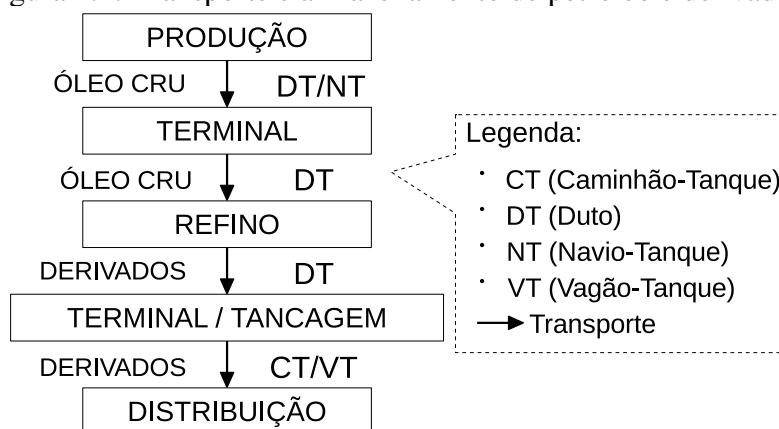 PRODUÇÃO
ÓLEO CRU DT/NT
TERMINAL
ÓLEO CRU DT
REFINO
DERIVADOS DT
TERMINAL / TANCAGEM
DERIVADOS CT/VT
DISTRIBUIÇÃO
Legenda:
· CT (Caminhão-Tanque)
· DT (Duto)
· NT (Navio-Tanque)
· VT (Vagão-Tanque)
Transporte